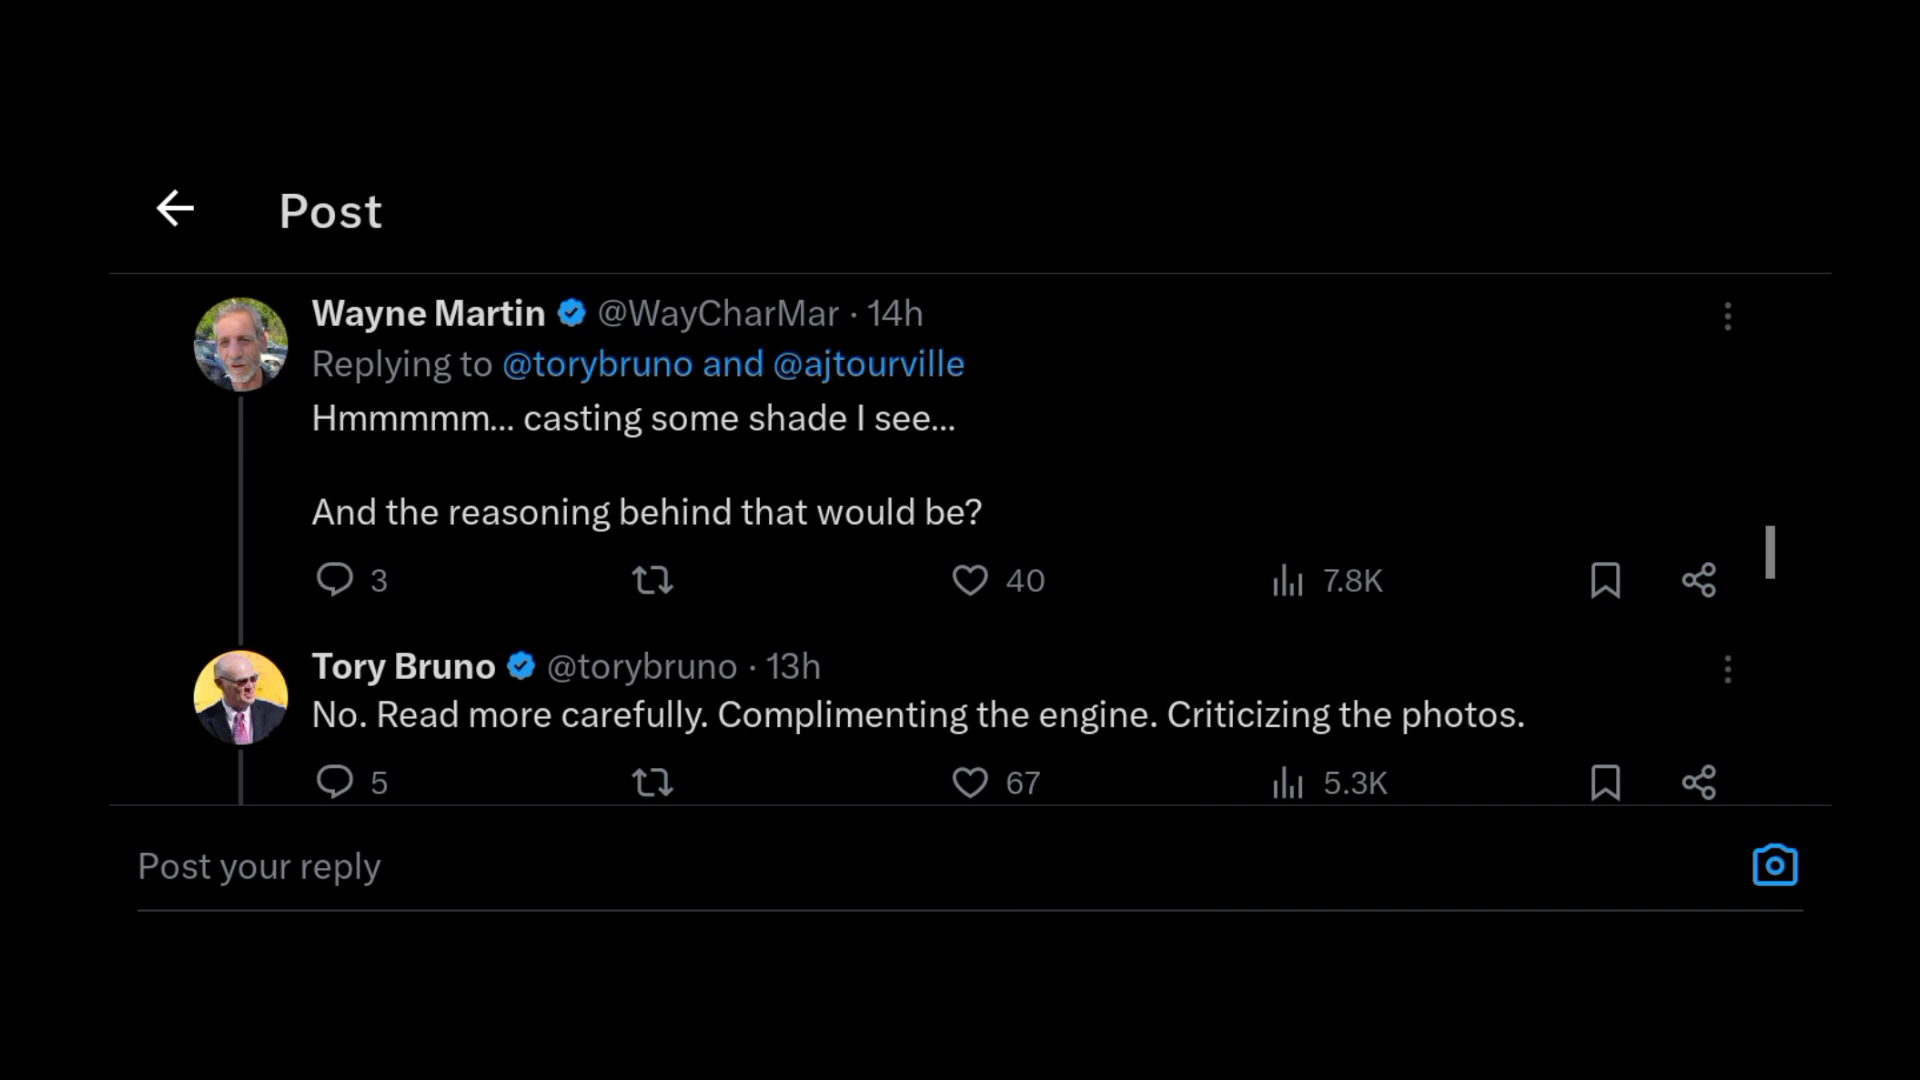 Post
Wayne Martin @WayCharMar · 14h
Replying to @torybruno and @ajtourville
Hmmmmm... casting some shade I see...
And the reasoning behind that would be?
3 40 7.8K
Tory Bruno @torybruno · 13h
No. Read more carefully. Complimenting the engine. Criticizing the photos.
5 67 5.3K
Post your reply